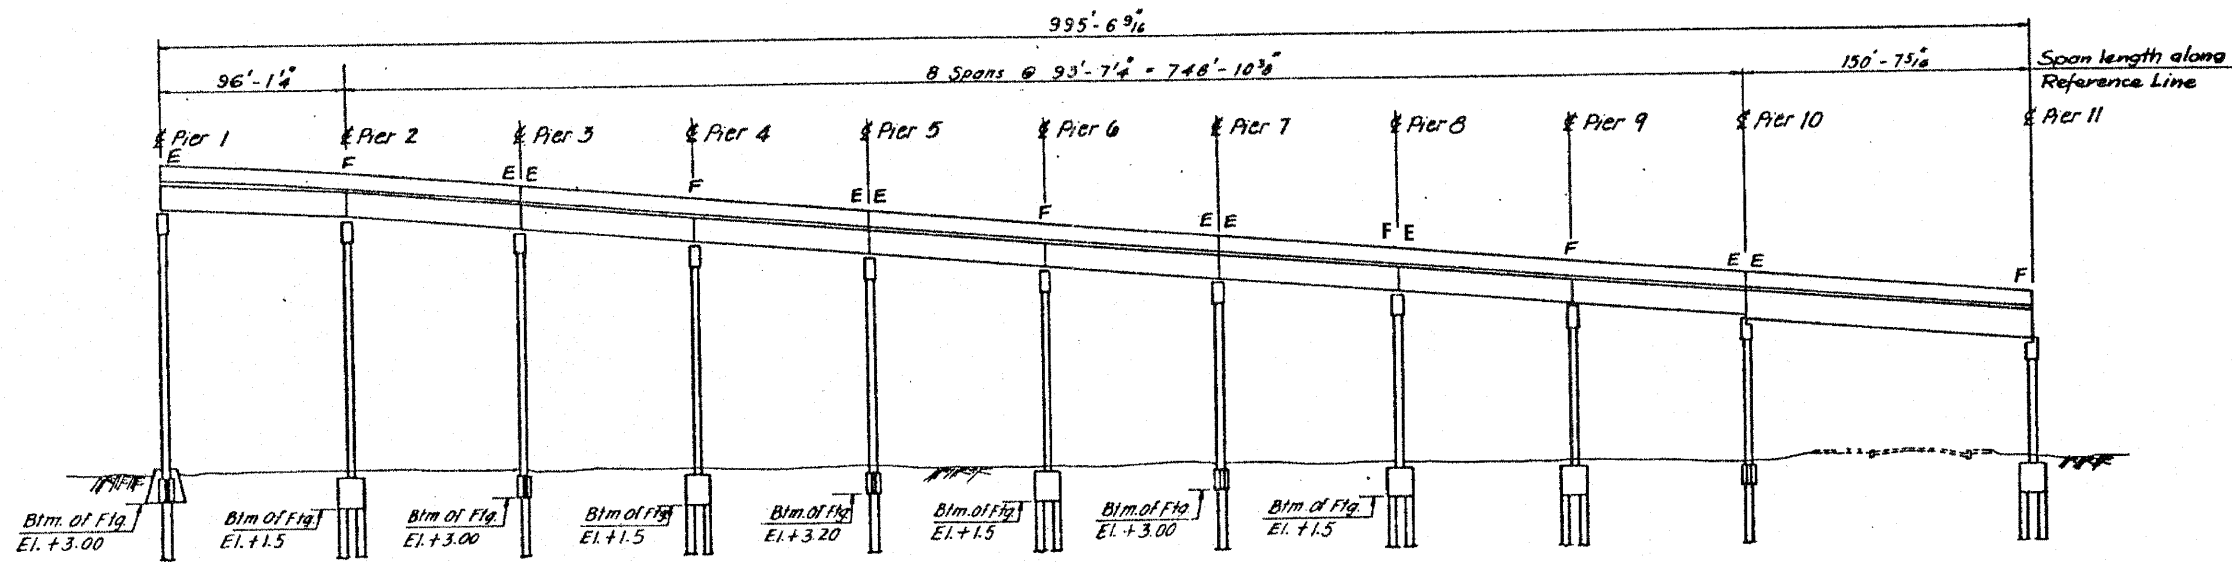 995'-6 9/16"
96'-1 1/4"
8 Spans @ 93'-7 1/4" = 748'-10 3/8"
150'-7 5/16"
Span length along
Reference Line
℄ Pier 1
℄ Pier 2
℄ Pier 3
℄ Pier 4
℄ Pier 5
℄ Pier 6
℄ Pier 7
℄ Pier 8
℄ Pier 9
℄ Pier 10
℄ Pier 11
E
F
E E
F
E E
F
E E
F E
F
E E
F
Btm. of Ftg.
El. +3.00
Btm of Ftg.
El. +1.5
Btm of Ftg.
El. +3.00
Btm of Ftg.
El. +1.5
Btm. of Ftg.
El. +3.20
Btm. of Ftg.
El. +1.5
Btm. of Ftg.
El. +3.00
Btm. of Ftg.
El. +1.5